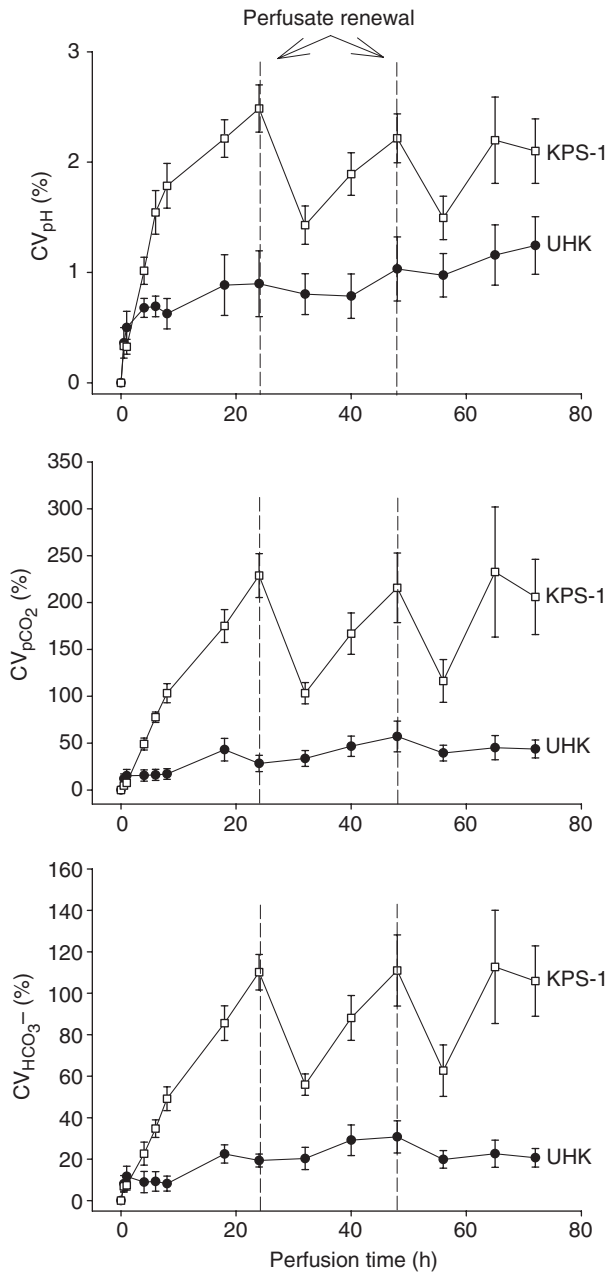 Perfusate renewal
3
2
1
0
CVpH (%)
KPS-1
UHK
0 20 40 60 80
350
300
250
200
150
100
50
0
CVpCO2 (%)
KPS-1
UHK
0 20 40 60 80
160
140
120
100
80
60
40
20
0
CVHCO3– (%)
KPS-1
UHK
0 20 40 60 80
Perfusion time (h)